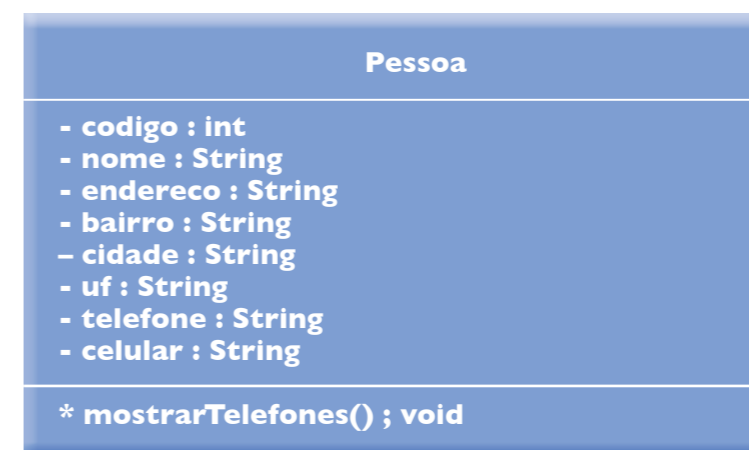 Pessoa
- codigo : int
- nome : String
- endereco : String
- bairro : String
– cidade : String
- uf : String
- telefone : String
- celular : String
* mostrarTelefones() ; void